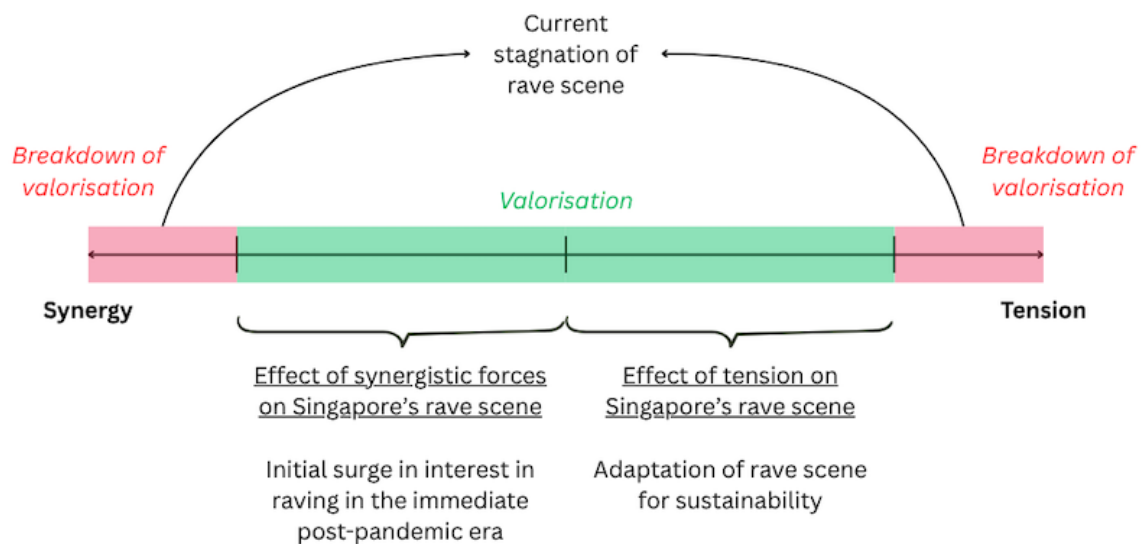 Current
stagnation of
rave scene
Breakdown of
valorisation
Valorisation
Breakdown of
valorisation
Synergy
Tension
Effect of synergistic forces
on Singapore's rave scene
Initial surge in interest in
raving in the immediate
post-pandemic era
Effect of tension on
Singapore's rave scene
Adaptation of rave scene
for sustainability